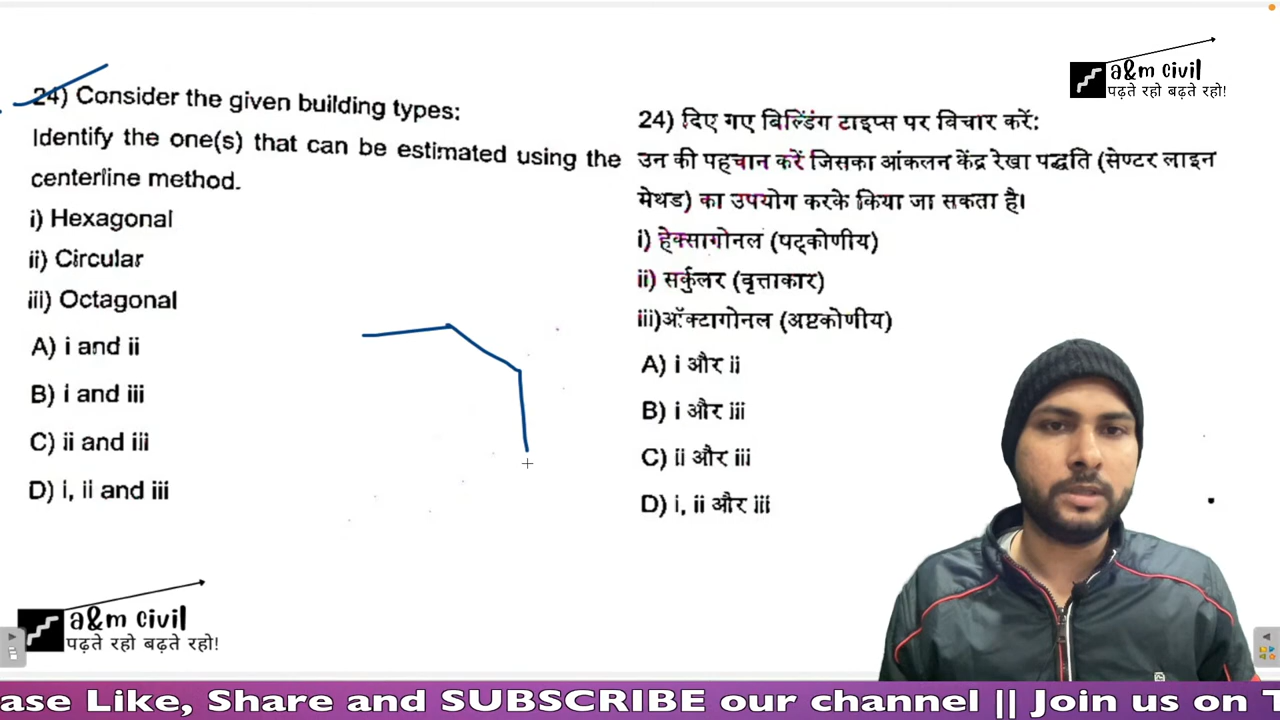 a&m civil
पढ़ते रहो बढ़ते रहो!
24) Consider the given building types:
Identify the one(s) that can be estimated using the
centerline method.
i) Hexagonal
ii) Circular
iii) Octagonal
A) i and ii
B) i and iii
C) ii and iii
D) i, ii and iii
24) दिए गए बिल्डिंग टाइप्स पर विचार करें:
उन की पहचान करें जिसका आंकलन केंद्र रेखा पद्धति (सेण्टर लाइन
मेथड) का उपयोग करके किया जा सकता है।
i) हेक्सागोनल (षट्कोणीय)
ii) सर्कुलर (वृत्ताकार)
iii)ऑक्टागोनल (अष्टकोणीय)
A) i और ii
B) i और iii
C) ii और iii
D) i, ii और iii
a&m civil
पढ़ते रहो बढ़ते रहो!
ase Like, Share and SUBSCRIBE our channel || Join us on T